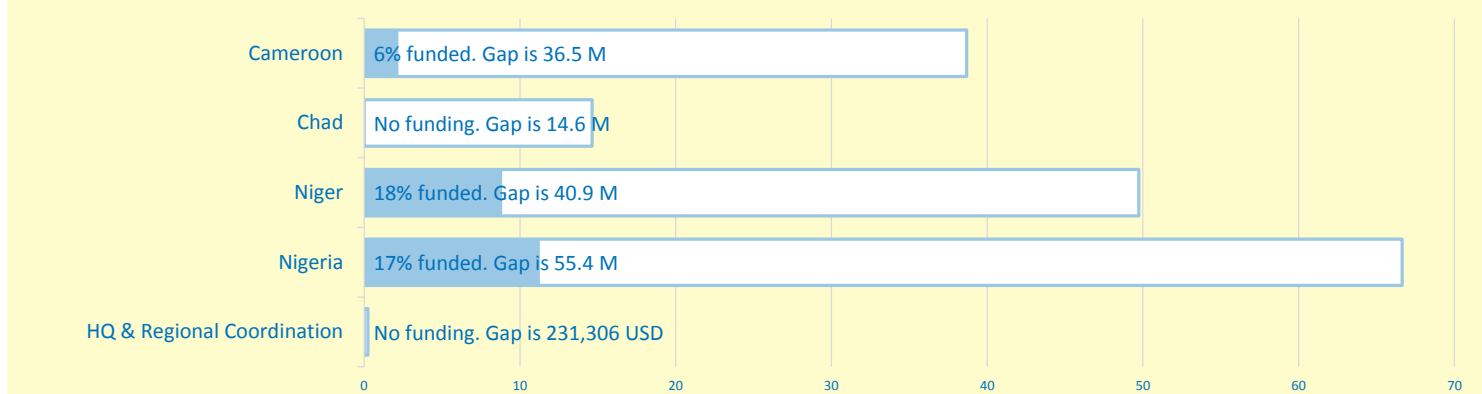 Cameroon
6% funded. Gap is 36.5 M
Chad
No funding. Gap is 14.6 M
Niger
18% funded. Gap is 40.9 M
Nigeria
17% funded. Gap is 55.4 M
HQ & Regional Coordination
No funding. Gap is 231,306 USD
0 10 20 30 40 50 60 70